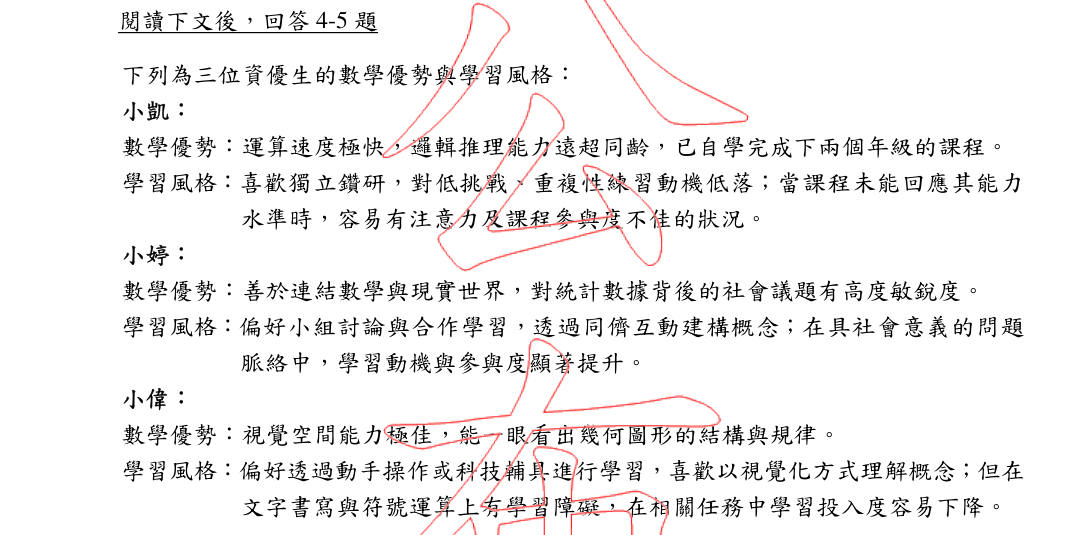 閱讀下文後，回答 4-5 題
下列為三位資優生的數學優勢與學習風格：
小凱：
數學優勢：運算速度極快，邏輯推理能力遠超同齡，已自學完成下兩個年級的課程。
學習風格：喜歡獨立鑽研，對低挑戰、重複性練習動機低落；當課程未能回應其能力
水準時，容易有注意力及課程參與度不佳的狀況。
小婷：
數學優勢：善於連結數學與現實世界，對統計數據背後的社會議題有高度敏銳度。
學習風格：偏好小組討論與合作學習，透過同儕互動建構概念；在具社會意義的問題
脈絡中，學習動機與參與度顯著提升。
小偉：
數學優勢：視覺空間能力極佳，能一眼看出幾何圖形的結構與規律。
學習風格：偏好透過動手操作或科技輔具進行學習，喜歡以視覺化方式理解概念；但在
文字書寫與符號運算上有學習障礙，在相關任務中學習投入度容易下降。
公
布